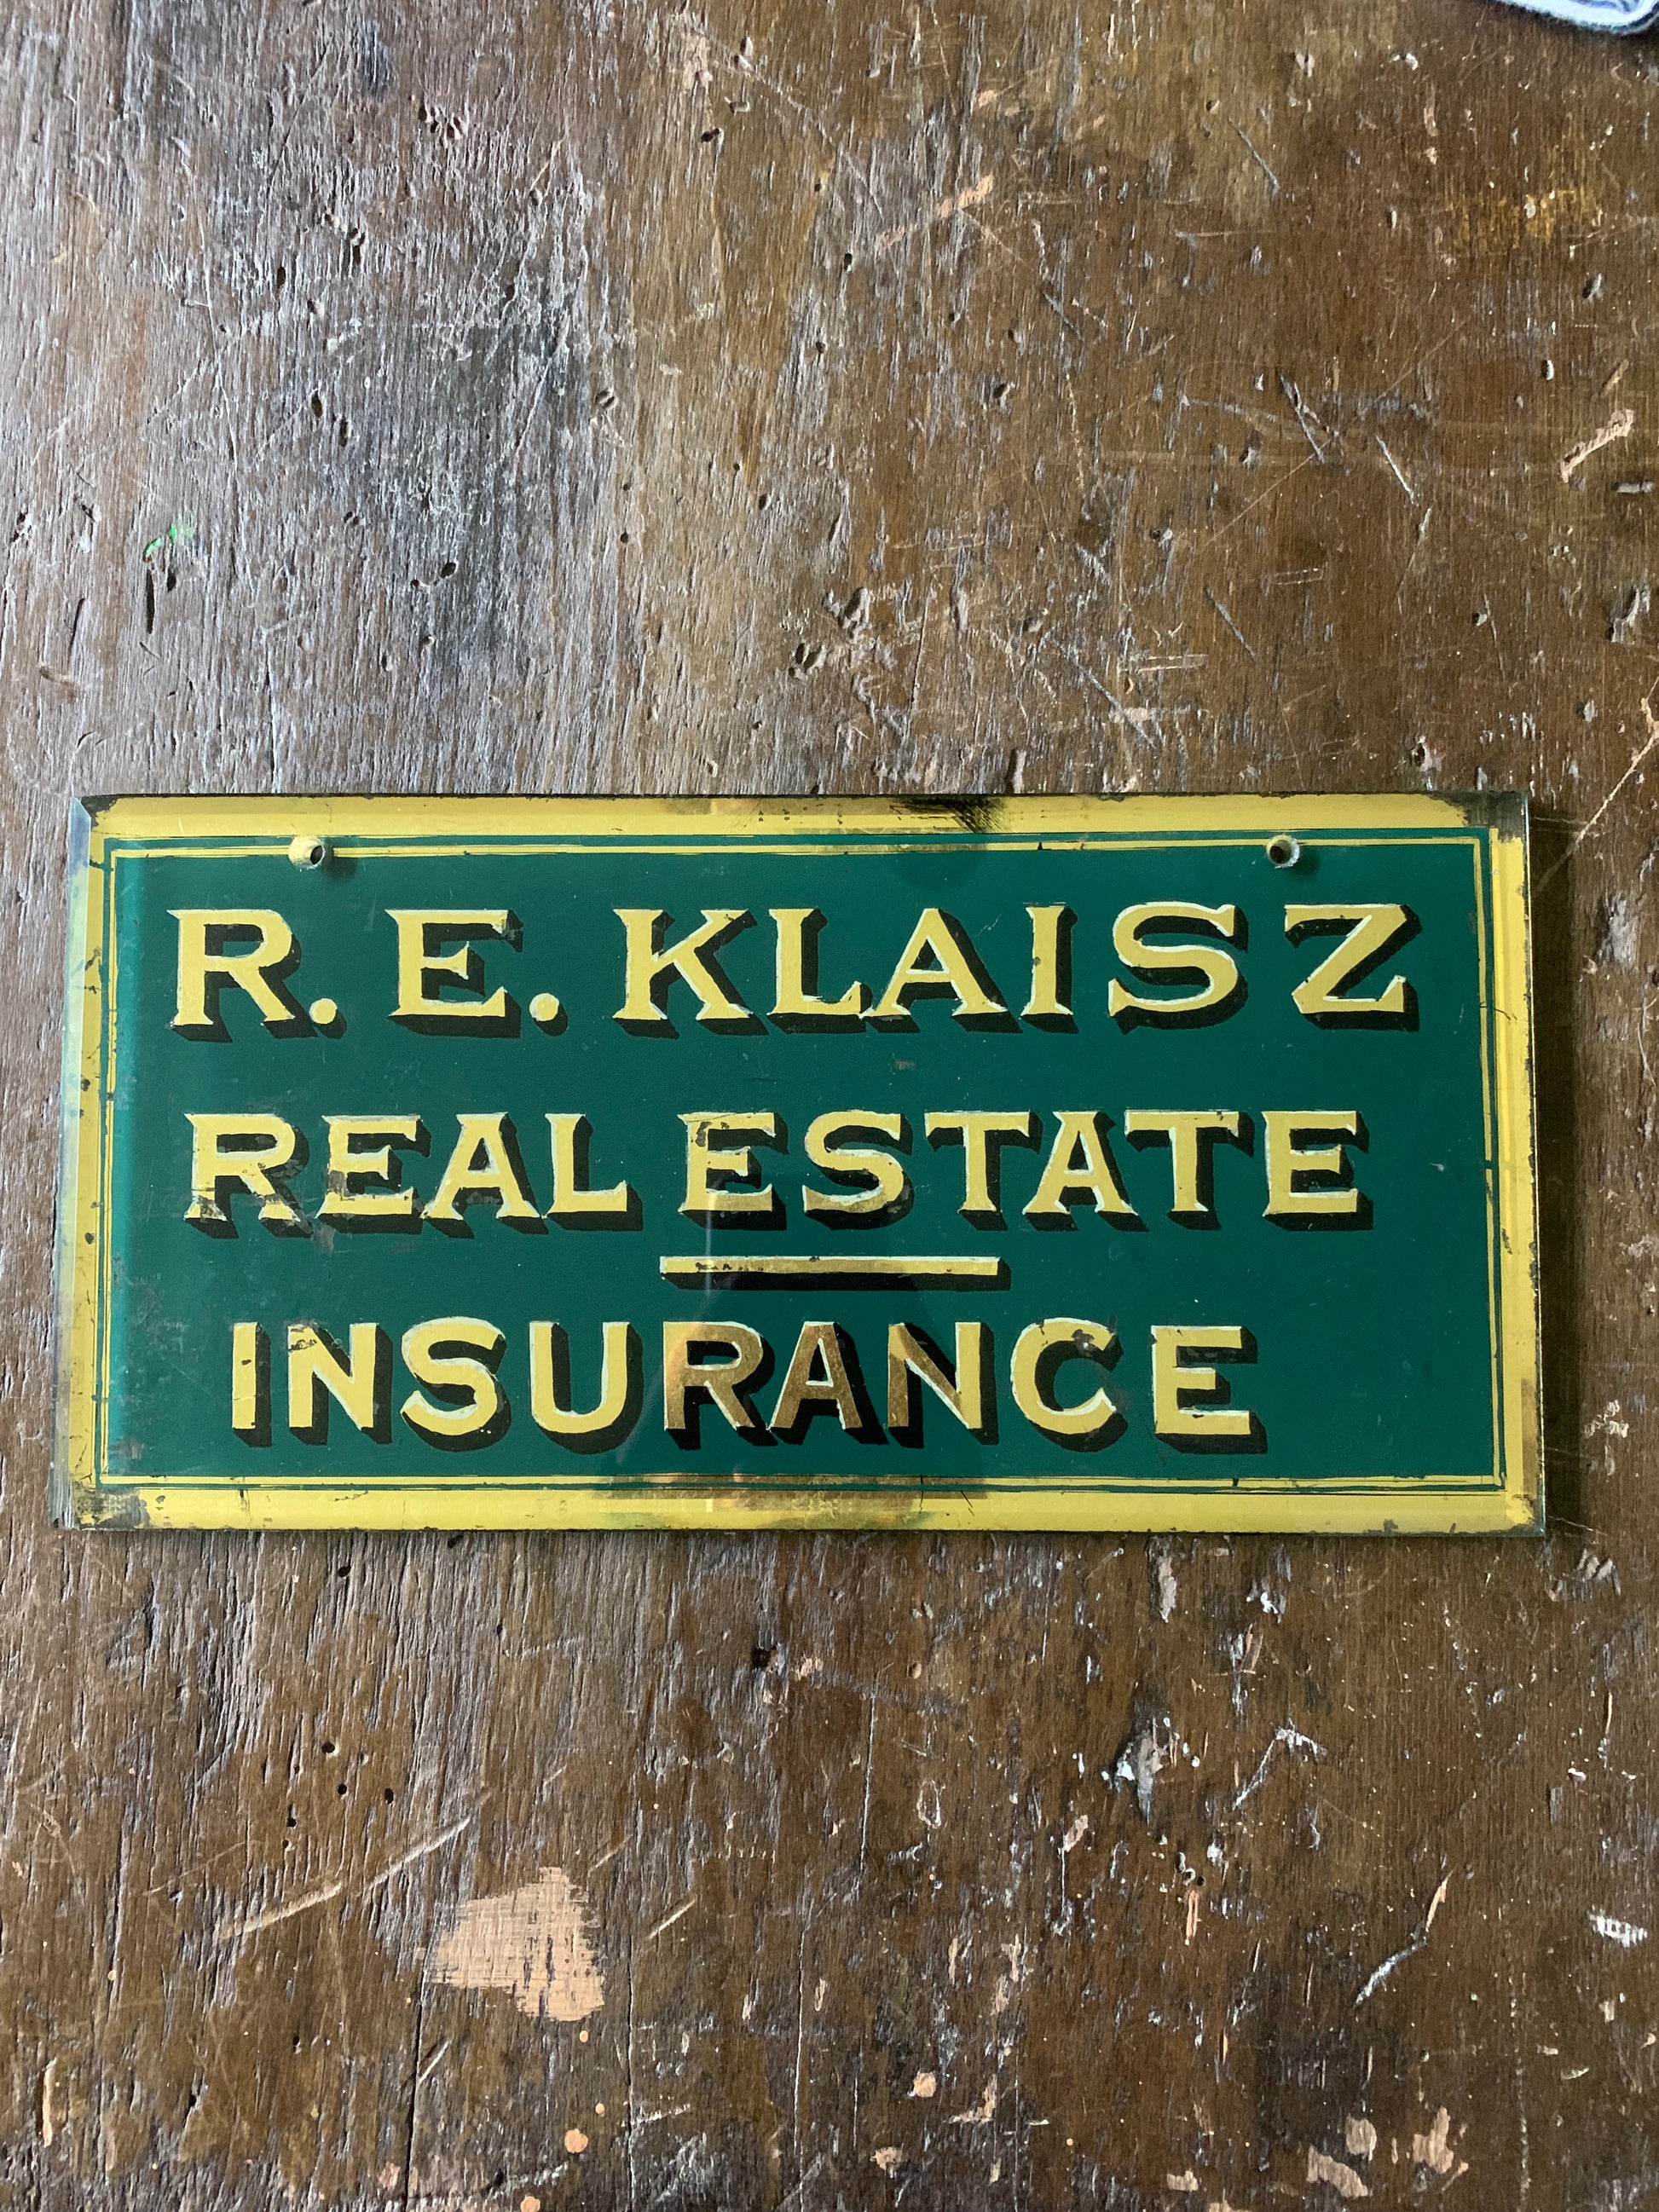 R. E. KLAISZ
REAL ESTATE
INSURANCE